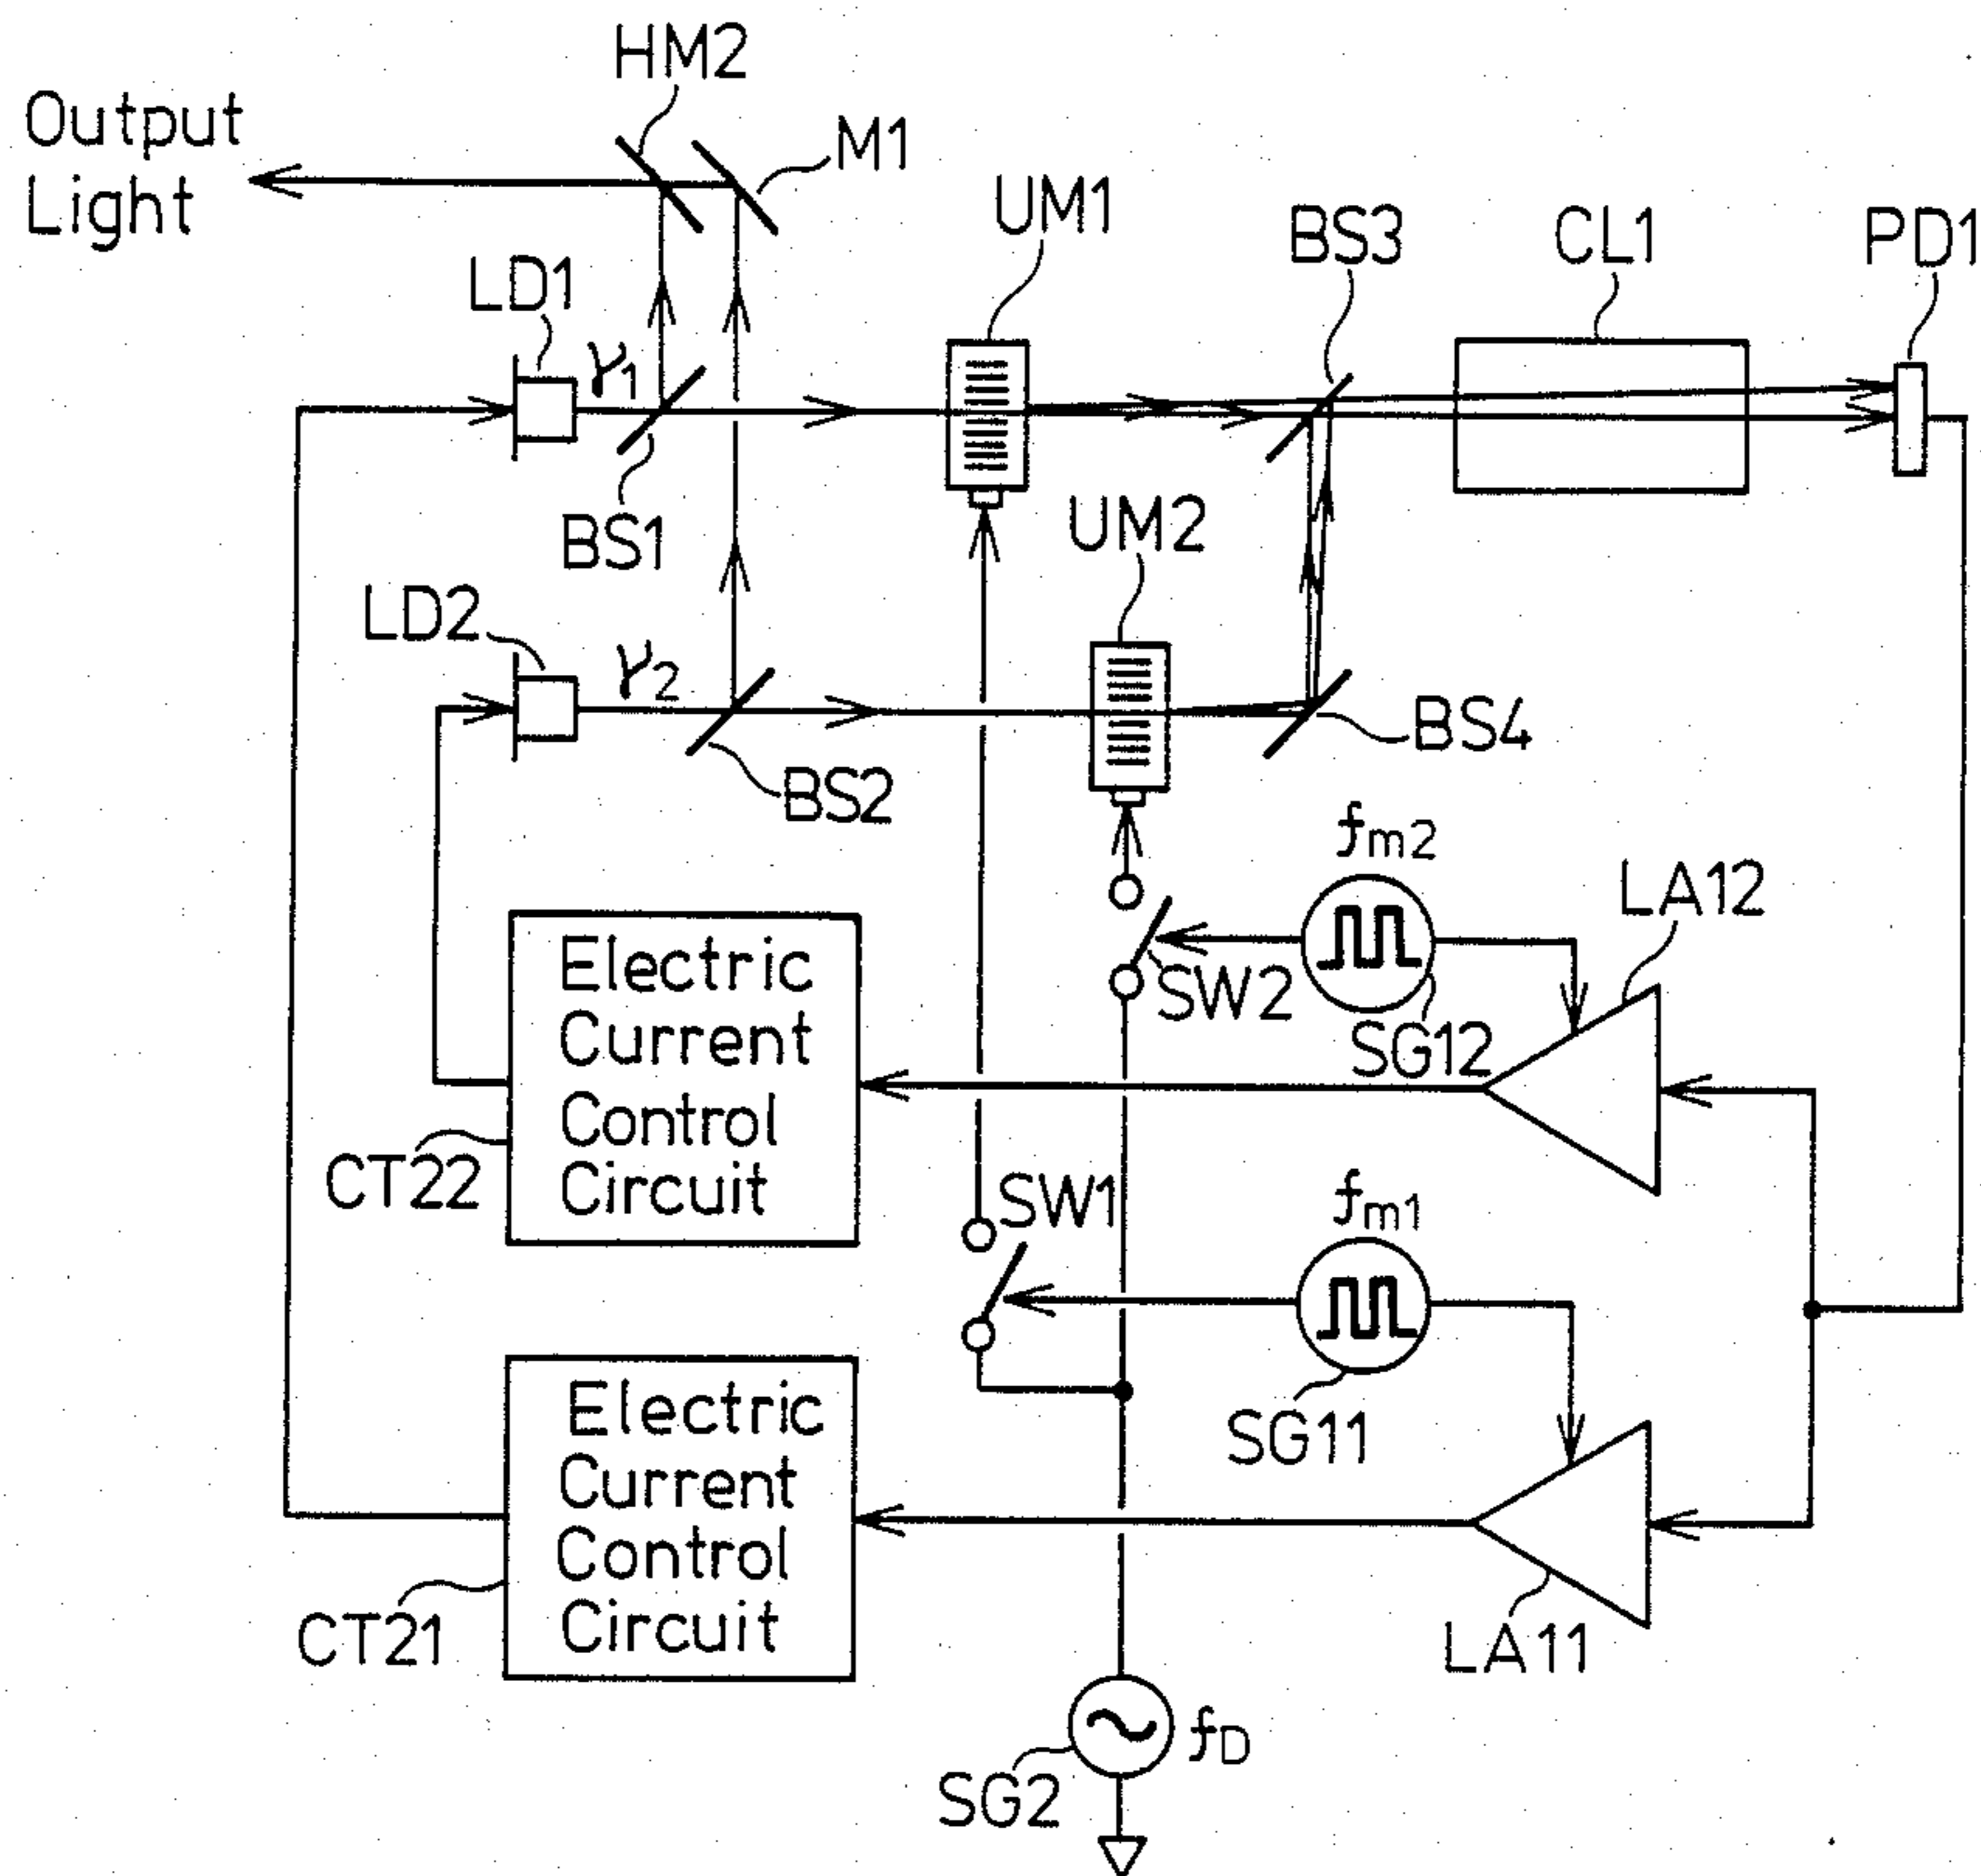 HM2
Output
Light
M1
UM1
BS3
CL1
PD1
LD1
γ1
BS1
UM2
LD2
γ2
BS4
BS2
fm2
LA12
Electric
Current
Control
Circuit
SW2
SG12
CT22
SW1
fm1
Electric
Current
Control
Circuit
SG11
CT21
LA11
fD
SG2